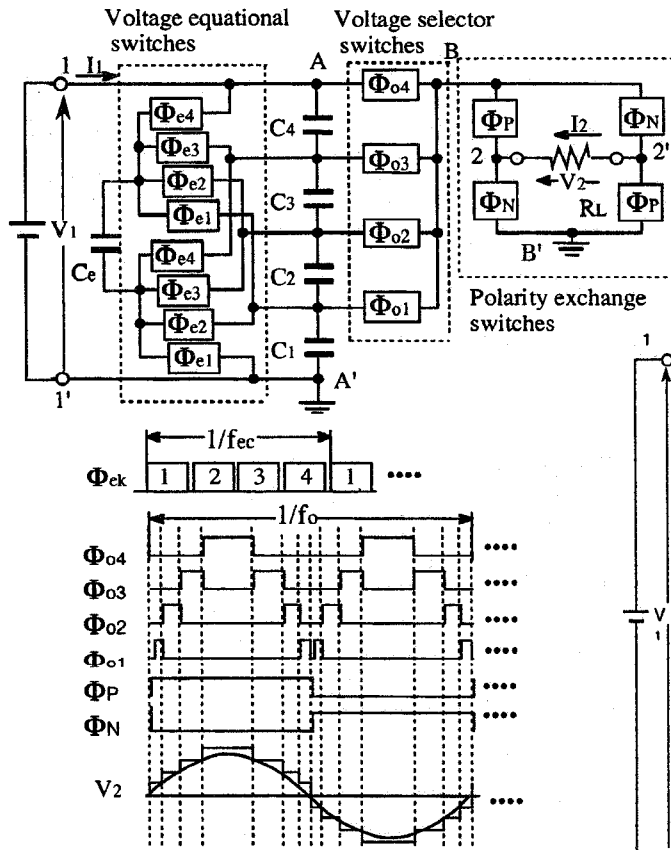 Voltage equational switches
Voltage selector switches
1 I1
A
B
Φe4
Φe3
Φe2
Φe1
Φe4
Φe3
Φe2
Φe1
Ce
V1
C4
C3
C2
C1
Φo4
Φo3
Φo2
Φo1
ΦP
ΦN
I2
2
2'
V2
ΦN
RL
ΦP
B'
Polarity exchange switches
1'
A'
1
V1
1/fec
Φek 1 2 3 4 1 ••••
1/fo
Φo4 ••••
Φo3 ••••
Φo2 ••••
Φo1 ••••
ΦP ••••
ΦN ••••
V2 ••••